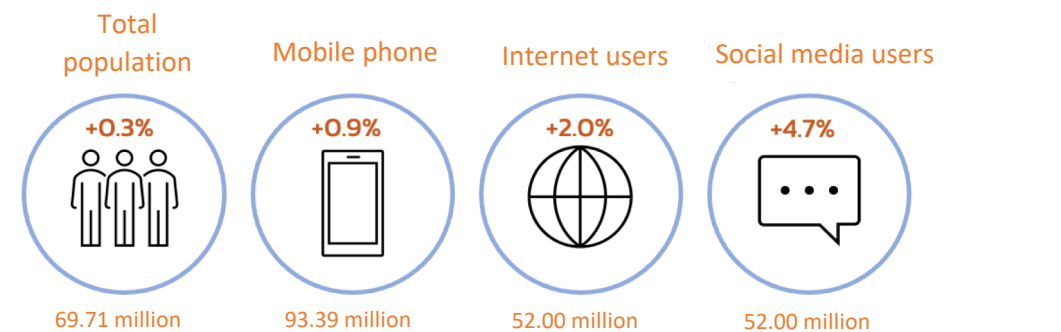 Total
population
Mobile phone
Internet users
Social media users
+0.3%
+0.9%
+2.0%
+4.7%
69.71 million
93.39 million
52.00 million
52.00 million